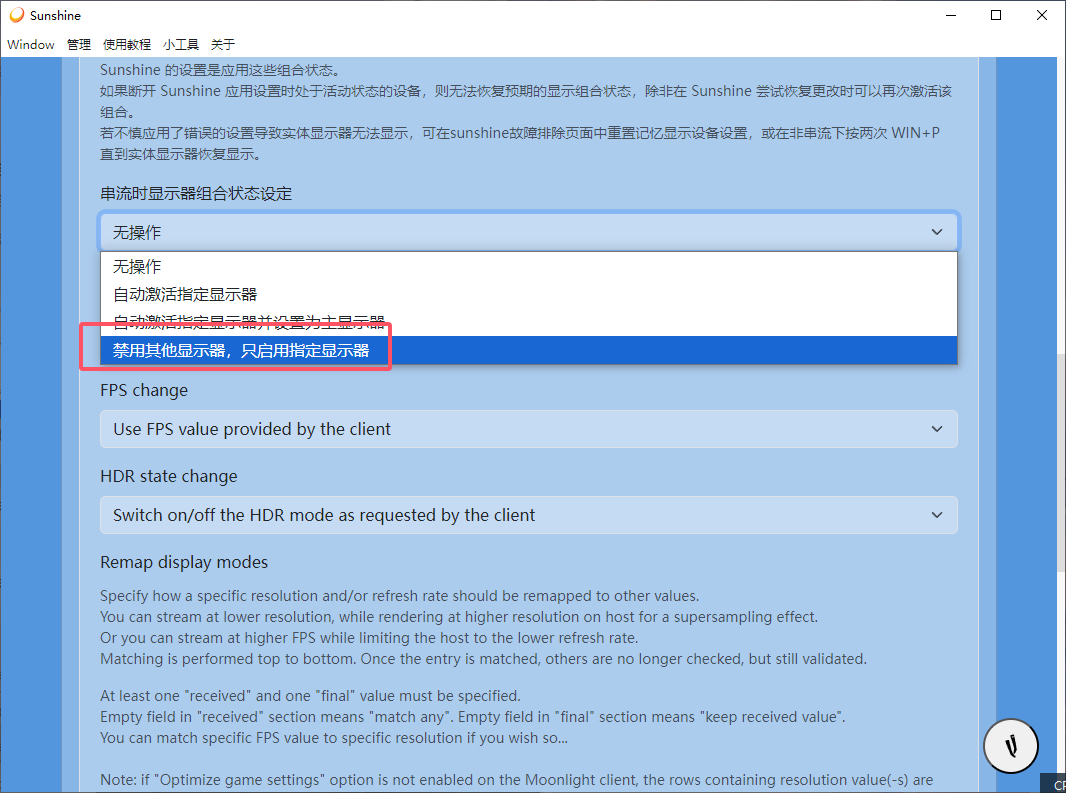 Sunshine
Window 管理 使用教程 小工具 关于
Sunshine 的设置是应用这些组合状态。
如果断开 Sunshine 应用设置时处于活动状态的设备，则无法恢复预期的显示组合状态，除非在 Sunshine 尝试恢复更改时可以再次激活该
组合。
若不慎应用了错误的设置导致实体显示器无法显示，可在sunshine故障排除页面中重置记忆显示设备设置，或在非串流下按两次 WIN+P
直到实体显示器恢复显示。
串流时显示器组合状态设定
无操作
无操作
自动激活指定显示器
自动激活指定显示器并设置为主显示器
禁用其他显示器，只启用指定显示器
FPS change
Use FPS value provided by the client
HDR state change
Switch on/off the HDR mode as requested by the client
Remap display modes
Specify how a specific resolution and/or refresh rate should be remapped to other values.
You can stream at lower resolution, while rendering at higher resolution on host for a supersampling effect.
Or you can stream at higher FPS while limiting the host to the lower refresh rate.
Matching is performed top to bottom. Once the entry is matched, others are no longer checked, but still validated.
At least one "received" and one "final" value must be specified.
Empty field in "received" section means "match any". Empty field in "final" section means "keep received value".
You can match specific FPS value to specific resolution if you wish so...
Note: if "Optimize game settings" option is not enabled on the Moonlight client, the rows containing resolution value(-s) are